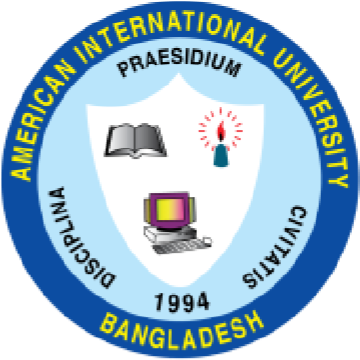 AMERICAN INTERNATIONAL UNIVERSITY
BANGLADESH
DISCIPLINA
PRAESIDIUM
CIVITATIS
1994